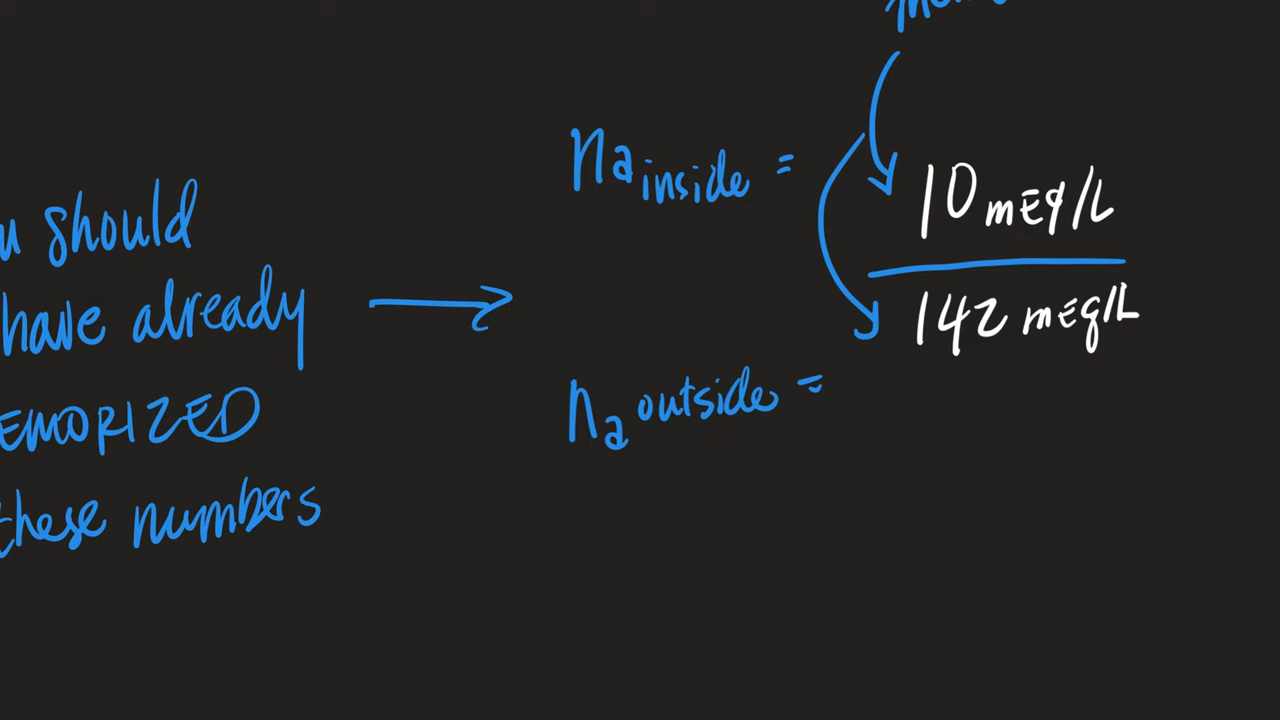 u should
have already
EMORIZED
these numbers
Na inside =
10 mEq/L
142 mEq/L
Na outside =